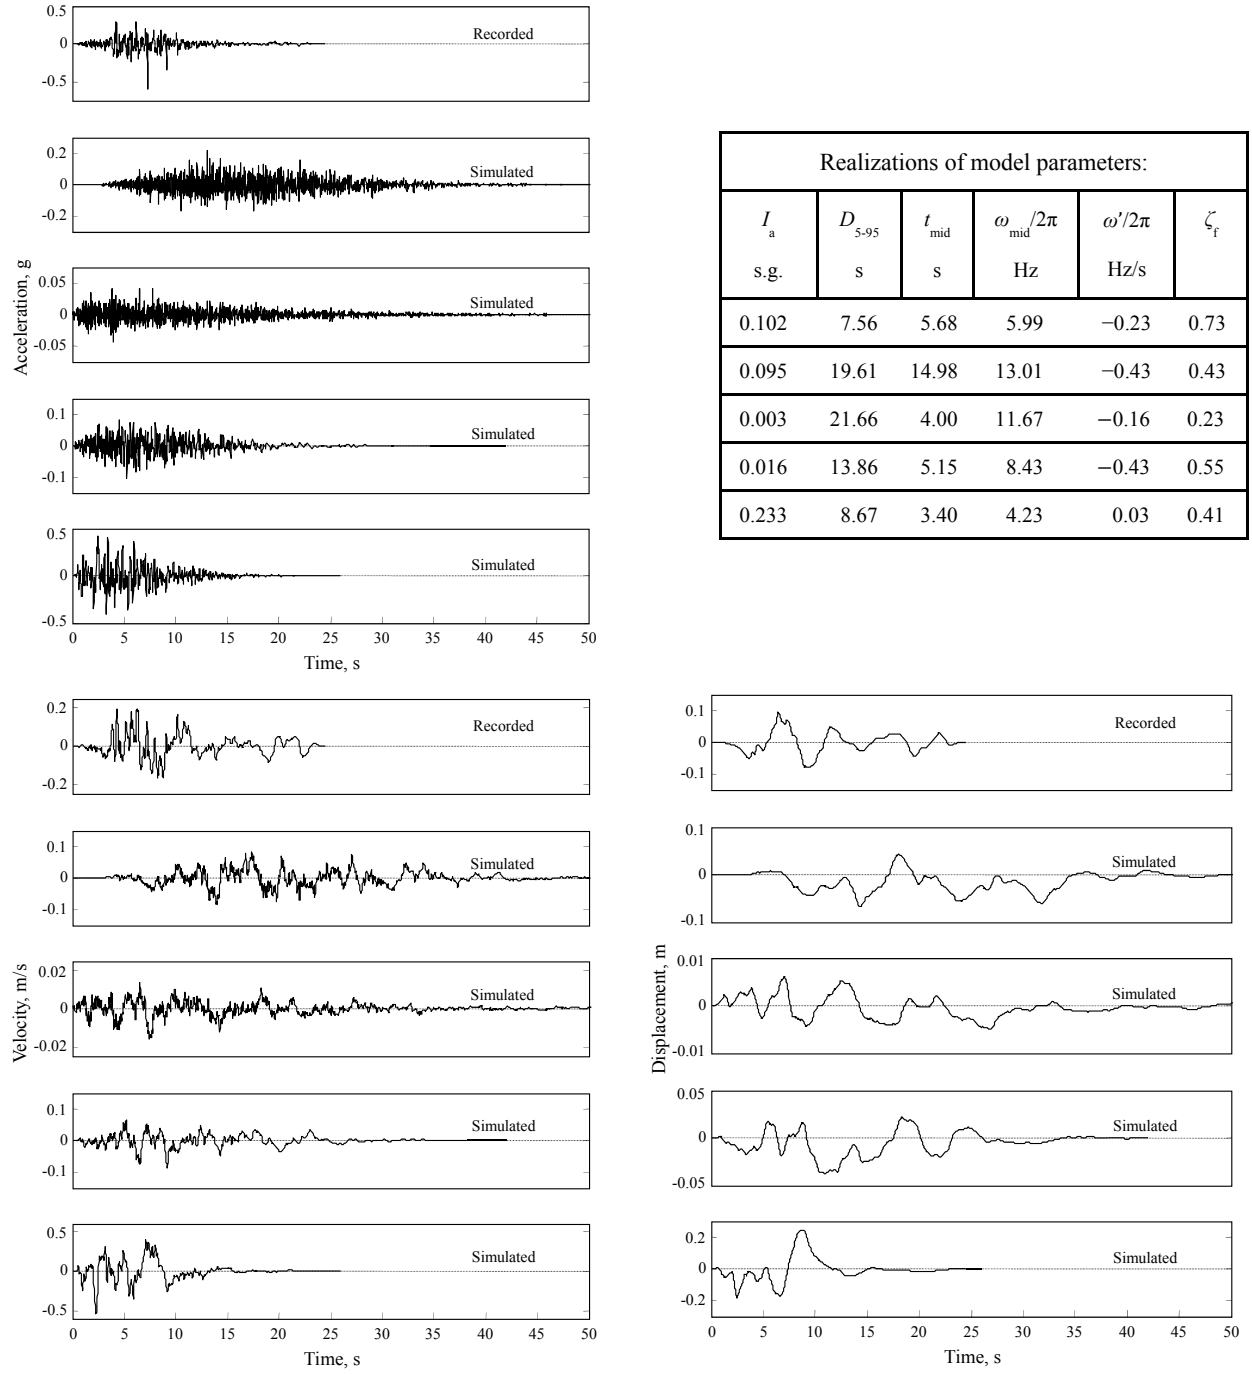 0.5
Recorded
0
-0.5
0.2
Simulated
0
-0.2
0.05
Simulated
0
-0.05
0.1
Simulated
0
-0.1
0.5
Simulated
0
-0.5
0 5 10 15 20 25 30 35 40 45 50
Time, s
Acceleration, g
Realizations of model parameters:
Ia D5-95 tmid ωmid/2π ω'/2π ζf
s.g. s s Hz Hz/s
0.102 7.56 5.68 5.99 −0.23 0.73
0.095 19.61 14.98 13.01 −0.43 0.43
0.003 21.66 4.00 11.67 −0.16 0.23
0.016 13.86 5.15 8.43 −0.43 0.55
0.233 8.67 3.40 4.23 0.03 0.41
0.2
Recorded
0
-0.2
0.1
Simulated
0
-0.1
0.02
Simulated
0
-0.02
0.1
Simulated
0
-0.1
0.5
Simulated
0
-0.5
0 5 10 15 20 25 30 35 40 45 50
Time, s
Velocity, m/s
0.1
Recorded
0
-0.1
0.1
Simulated
0
-0.1
0.01
Simulated
0
-0.01
0.05
Simulated
0
-0.05
0.2
Simulated
0
-0.2
0 5 10 15 20 25 30 35 40 45 50
Time, s
Displacement, m